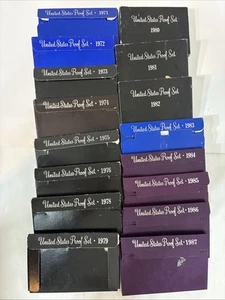 United States Proof Set · 1971
United States Proof Set · 1972
United States Proof Set · 1973
United States Proof Set · 1974
United States Proof Set · 1975
United States Proof Set · 1976
United States Proof Set · 1978
United States Proof Set · 1979
United States Proof Set
1980
United States Proof Set
1981
United States Proof Set
1982
United States Proof Set · 1983
United States Proof Set · 1984
United States Proof Set · 1985
United States Proof Set · 1986
United States Proof Set · 1987